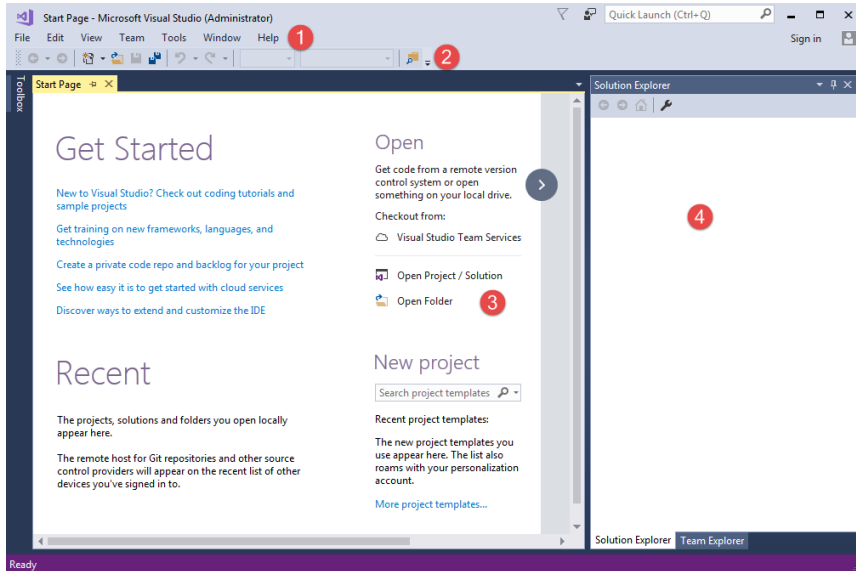 Start Page - Microsoft Visual Studio (Administrator)
Quick Launch (Ctrl+Q)
File Edit View Team Tools Window Help 1
Sign in
2
Toolbox
Start Page
Solution Explorer
Get Started
New to Visual Studio? Check out coding tutorials and
sample projects
Get training on new frameworks, languages, and
technologies
Create a private code repo and backlog for your project
See how easy it is to get started with cloud services
Discover ways to extend and customize the IDE
Open
Get code from a remote version
control system or open
something on your local drive.
Checkout from:
Visual Studio Team Services
Open Project / Solution
Open Folder 3
4
Recent
The projects, solutions and folders you open locally
appear here.
The remote host for Git repositories and other source
control providers will appear on the recent list of other
devices you've signed in to.
New project
Search project templates
Recent project templates:
The new project templates you
use appear here. The list also
roams with your personalization
account.
More project templates...
Solution Explorer Team Explorer
Ready